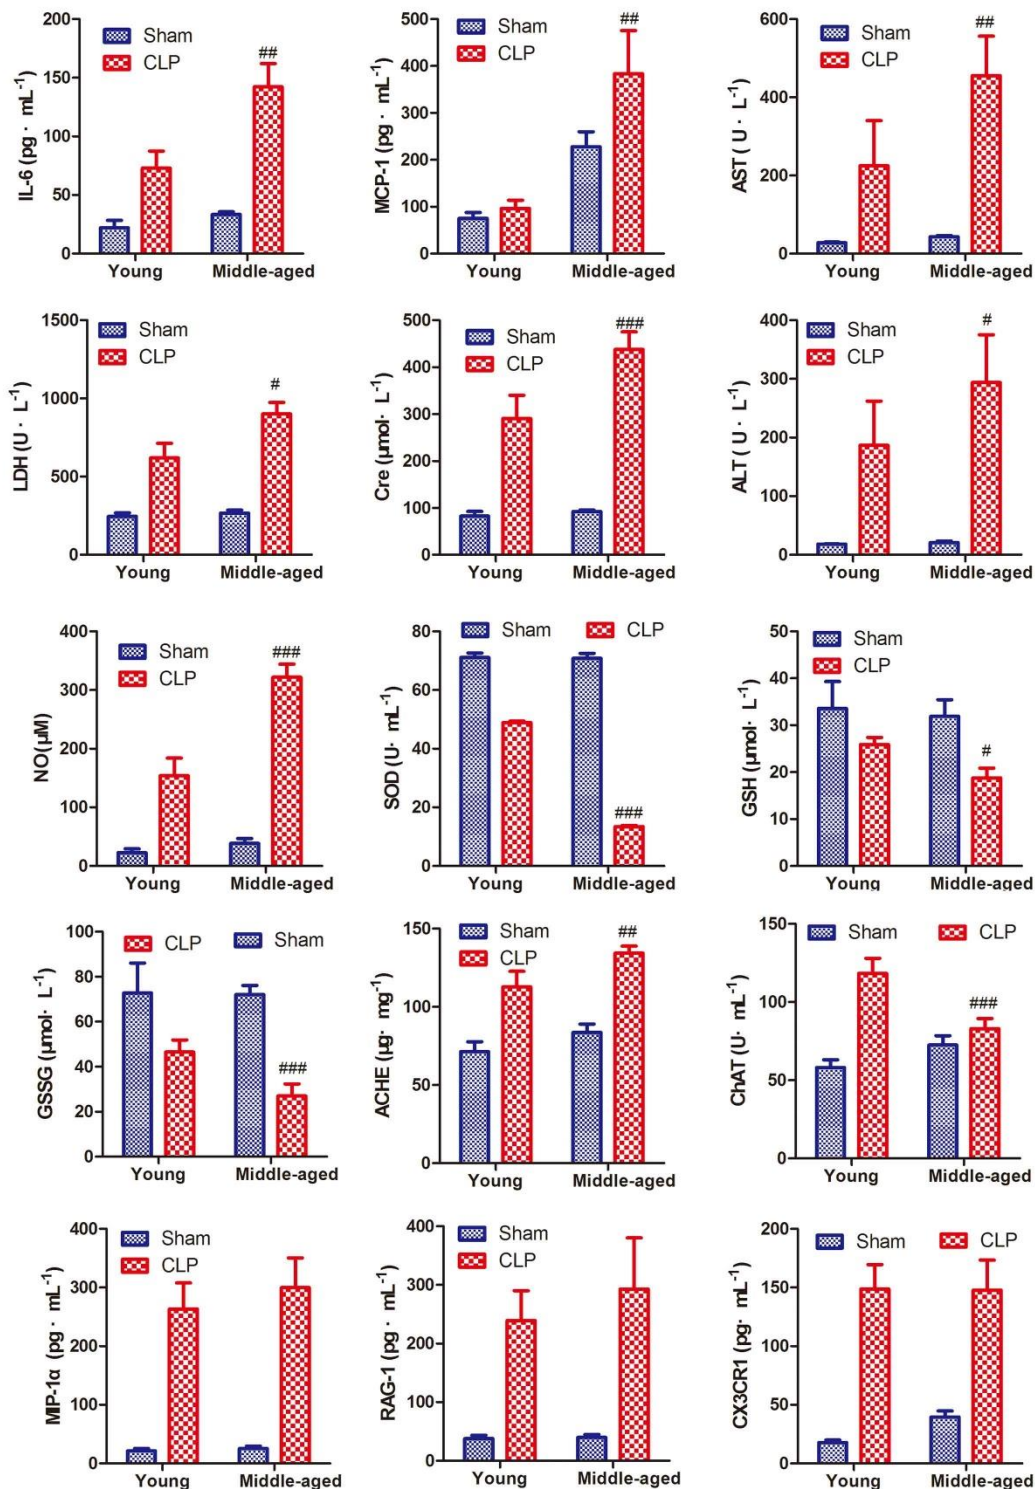 IL-6 (pg · mL⁻¹)
200
150
100
50
0
Sham
CLP
##
Young Middle-aged
MCP-1 (pg · mL⁻¹)
500
400
300
200
100
0
Sham
CLP
##
Young Middle-aged
AST ( U · L⁻¹)
600
400
200
0
Sham
CLP
##
Young Middle-aged
LDH (U · L⁻¹)
1500
1000
500
0
Sham
CLP
#
Young Middle-aged
Cre (µmol· L⁻¹)
500
400
300
200
100
0
Sham
CLP
###
Young Middle-aged
ALT ( U · L⁻¹)
400
300
200
100
0
Sham
CLP
#
Young Middle-aged
NO(µM)
400
300
200
100
0
Sham
CLP
###
Young Middle-aged
SOD (U· mL⁻¹)
80
60
40
20
0
Sham CLP
###
Young Middle-aged
GSH (µmol· L⁻¹)
50
40
30
20
10
0
Sham
CLP
#
Young Middle-aged
GSSG (µmol· L⁻¹)
100
80
60
40
20
0
CLP Sham
###
Young Middle-aged
ACHE (µg· mg⁻¹)
150
100
50
0
Sham
CLP
##
Young Middle-aged
ChAT (U· mL⁻¹)
150
100
50
0
Sham CLP
###
Young Middle-aged
MIP-1α (pg · mL⁻¹)
400
300
200
100
0
Sham
CLP
Young Middle-aged
RAG-1 (pg · mL⁻¹)
400
300
200
100
0
Sham
CLP
Young Middle-aged
CX3CR1 (pg· mL⁻¹)
200
150
100
50
0
Sham CLP
Young Middle-aged